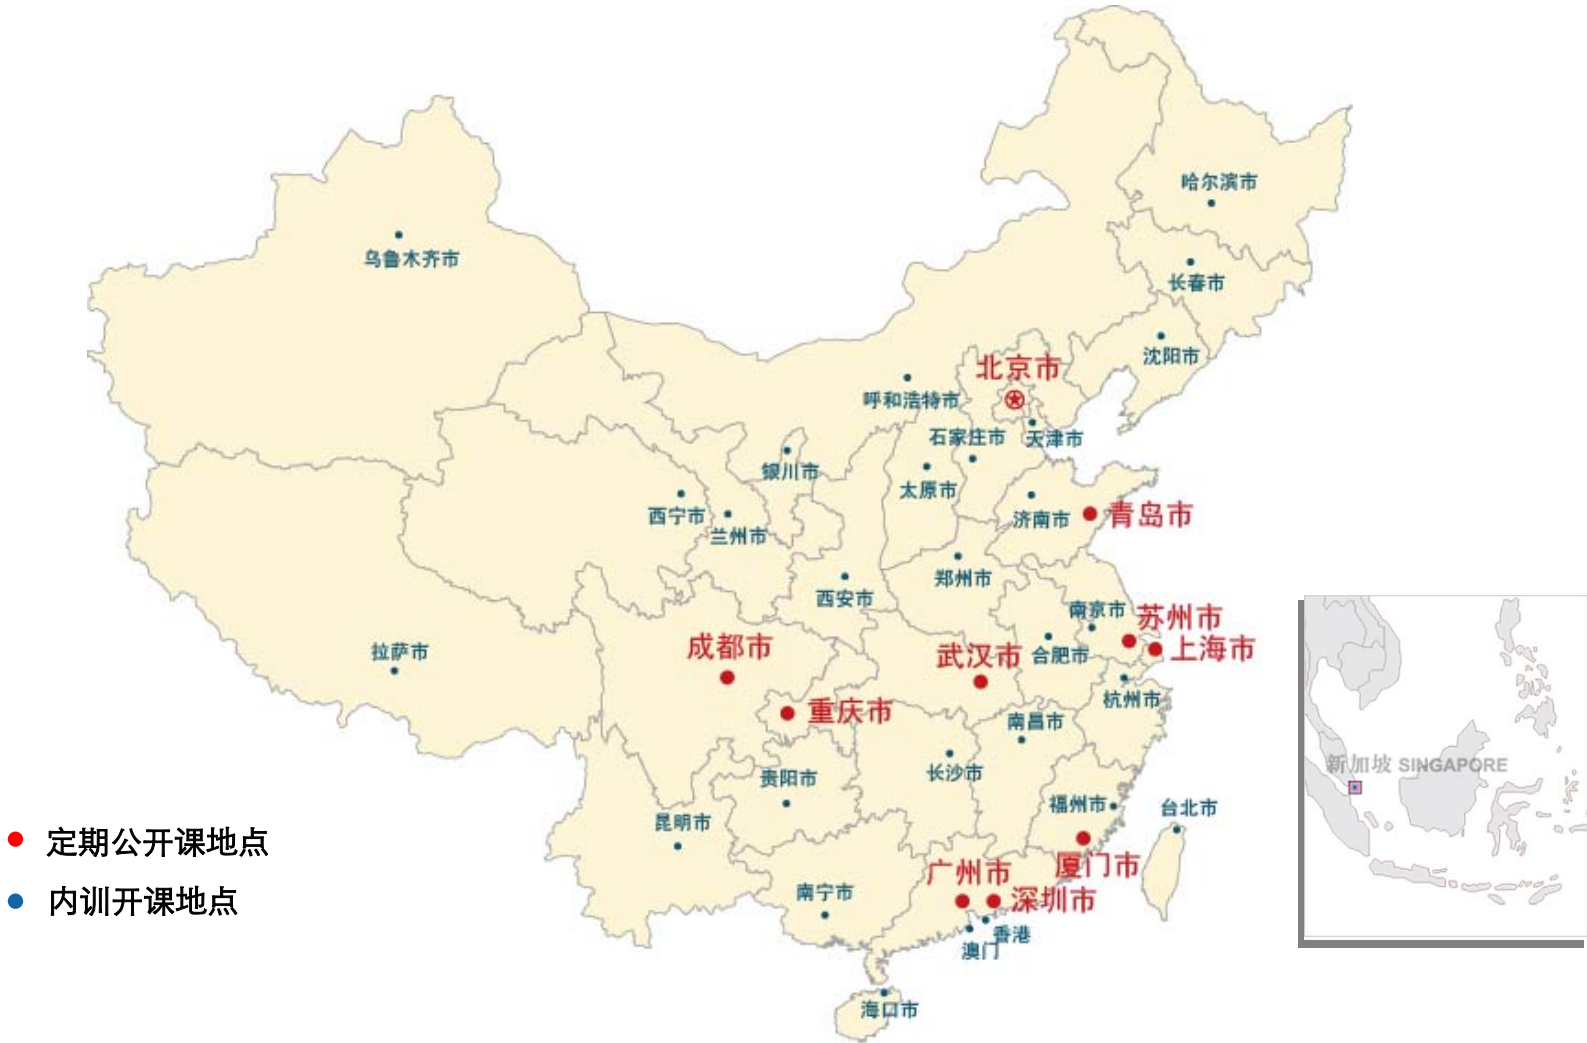 哈尔滨市
乌鲁木齐市
长春市
沈阳市
北京市
呼和浩特市
石家庄市
天津市
银川市
太原市
西宁市
济南市
青岛市
兰州市
郑州市
西安市
南京市
苏州市
拉萨市
成都市
武汉市
合肥市
上海市
杭州市
重庆市
南昌市
新加坡 SINGAPORE
长沙市
贵阳市
福州市
台北市
昆明市
定期公开课地点
厦门市
广州市
南宁市
深圳市
内训开课地点
香港
澳门
海口市